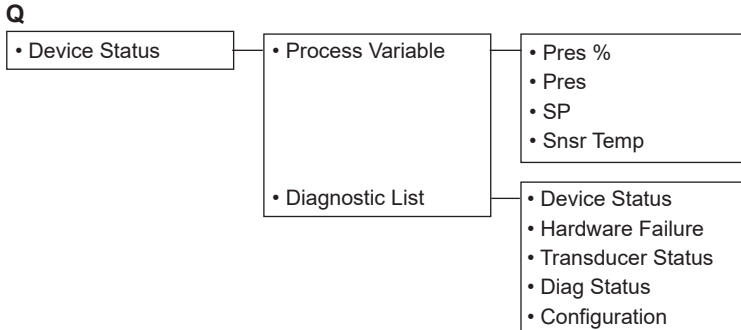 Q
• Device Status
• Process Variable
• Diagnostic List
• Pres %
• Pres
• SP
• Snsr Temp
• Device Status
• Hardware Failure
• Transducer Status
• Diag Status
• Configuration